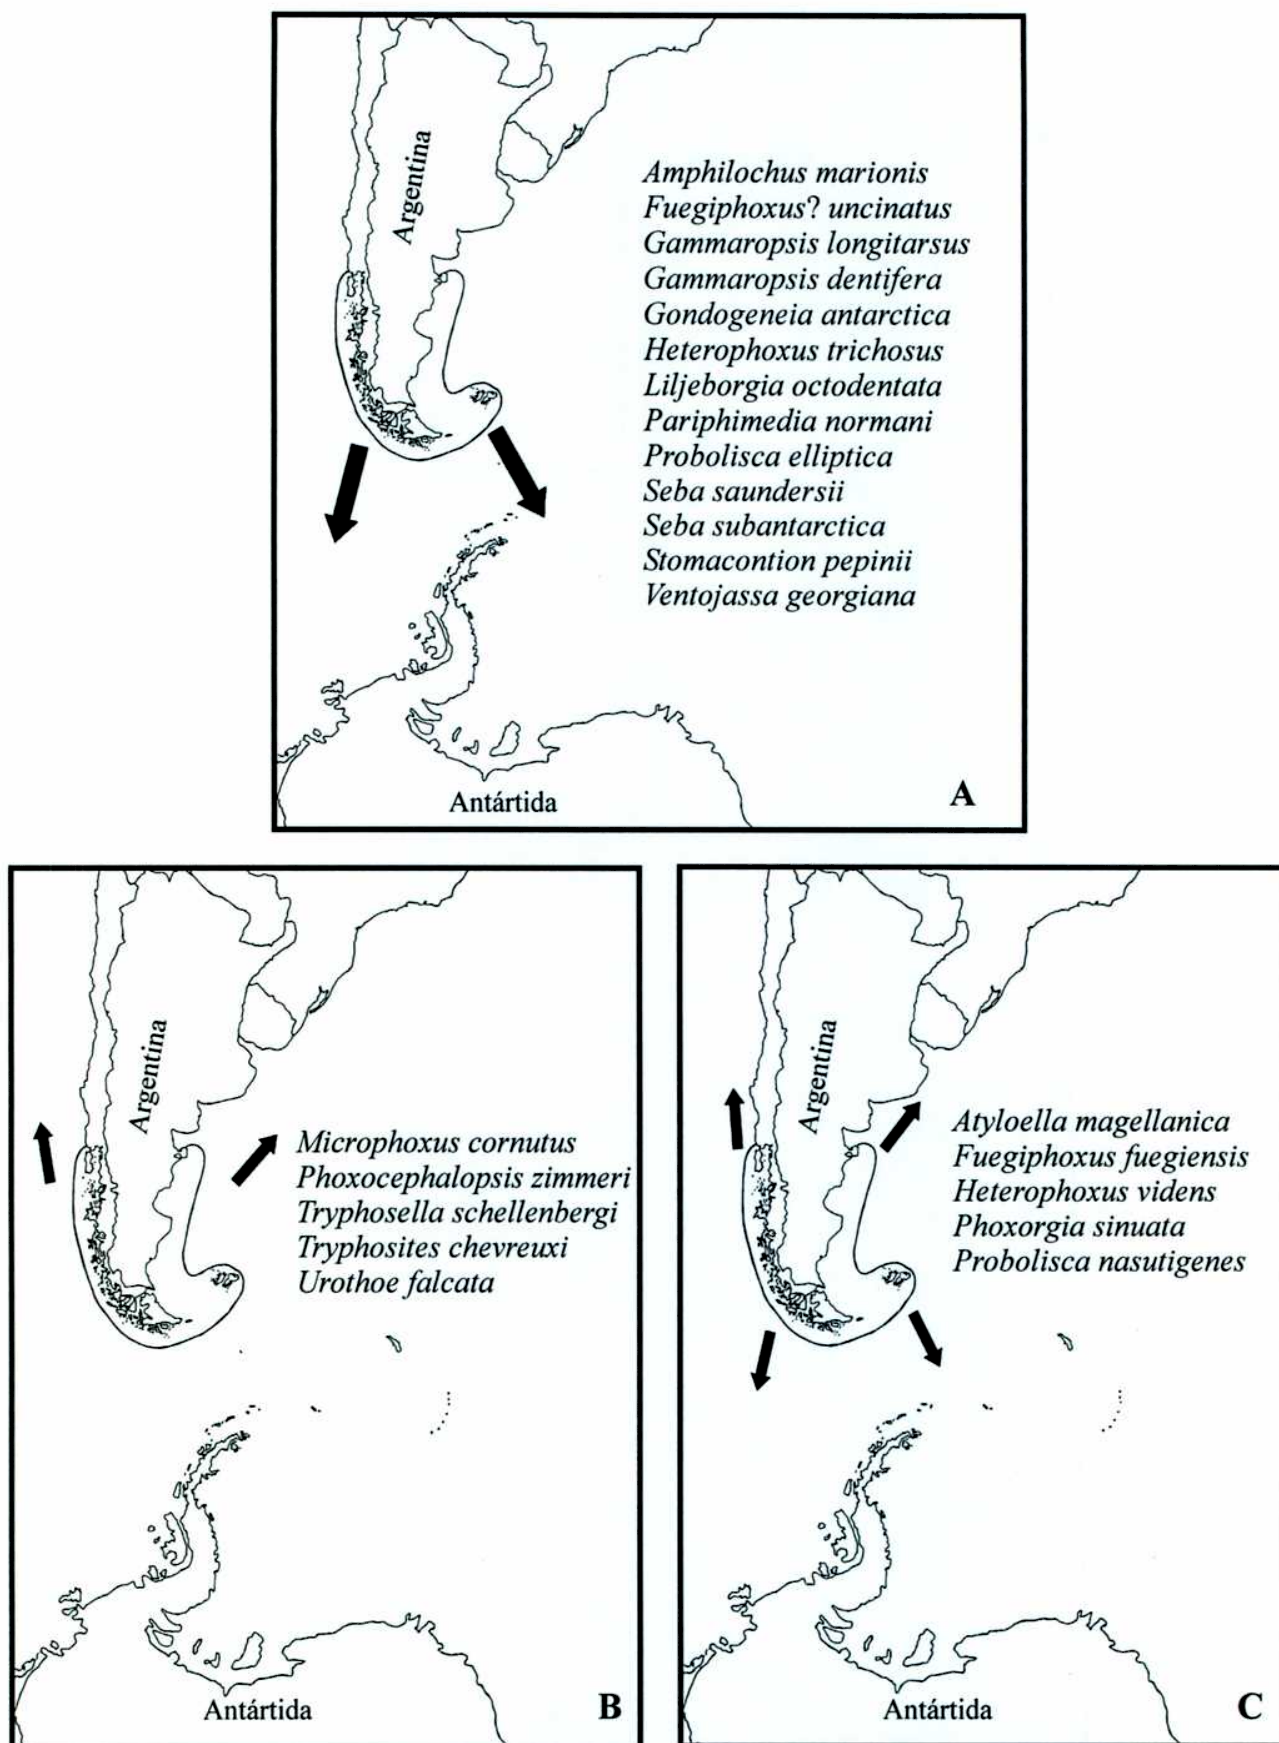 Argentina
Amphilochus marionis
Fuegiphoxus? uncinatus
Gammaropsis longitarsus
Gammaropsis dentifera
Gondogeneia antarctica
Heterophoxus trichosus
Liljeborgia octodentata
Pariphimedia normani
Probolisca elliptica
Seba saundersii
Seba subantarctica
Stomacontion pepinii
Ventojassa georgiana
Antártida
A
Argentina
Microphoxus cornutus
Phoxocephalopsis zimmeri
Tryphosella schellenbergi
Tryphosites chevreuxi
Urothoe falcata
Antártida
B
Argentina
Atyloella magellanica
Fuegiphoxus fuegiensis
Heterophoxus videns
Phoxorgia sinuata
Probolisca nasutigenes
Antártida
C